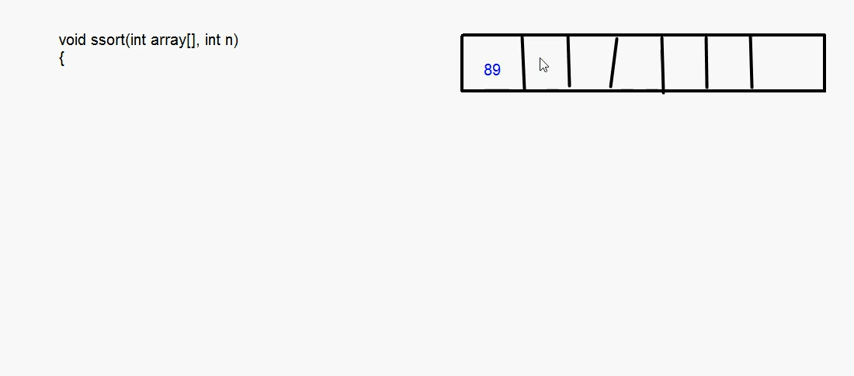 void ssort(int array[], int n)
{
89